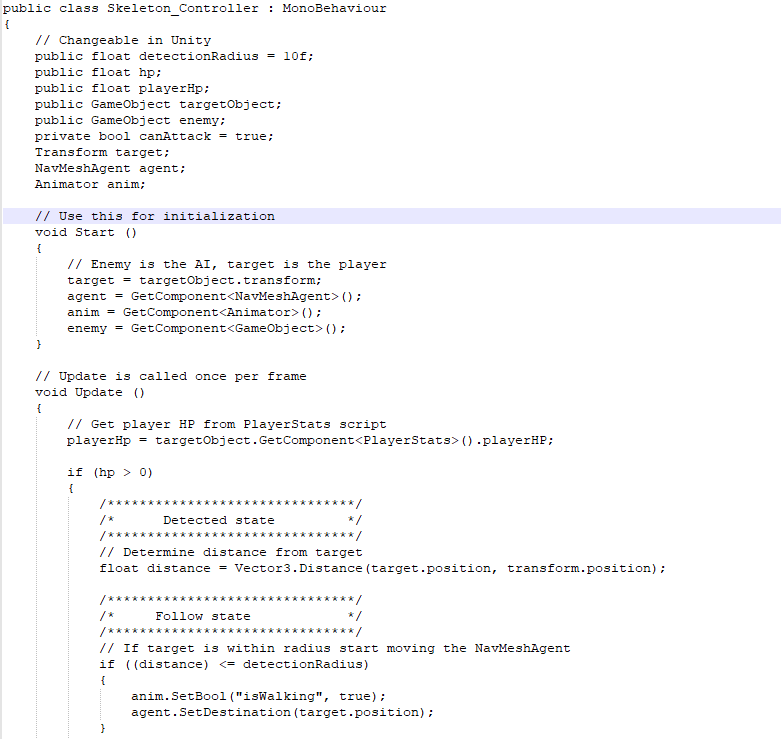 public class Skeleton_Controller : MonoBehaviour
{
    // Changeable in Unity
    public float detectionRadius = 10f;
    public float hp;
    public float playerHp;
    public GameObject targetObject;
    public GameObject enemy;
    private bool canAttack = true;
    Transform target;
    NavMeshAgent agent;
    Animator anim;

    // Use this for initialization
    void Start ()
    {
        // Enemy is the AI, target is the player
        target = targetObject.transform;
        agent = GetComponent<NavMeshAgent>();
        anim = GetComponent<Animator>();
        enemy = GetComponent<GameObject>();
    }

    // Update is called once per frame
    void Update ()
    {
        // Get player HP from PlayerStats script
        playerHp = targetObject.GetComponent<PlayerStats>().playerHP;

        if (hp > 0)
        {
            /*******************************/
            /*      Detected state         */
            /*******************************/
            // Determine distance from target
            float distance = Vector3.Distance(target.position, transform.position);

            /*******************************/
            /*     Follow state            */
            /*******************************/
            // If target is within radius start moving the NavMeshAgent
            if ((distance) <= detectionRadius)
            {
                anim.SetBool("isWalking", true);
                agent.SetDestination(target.position);
            }